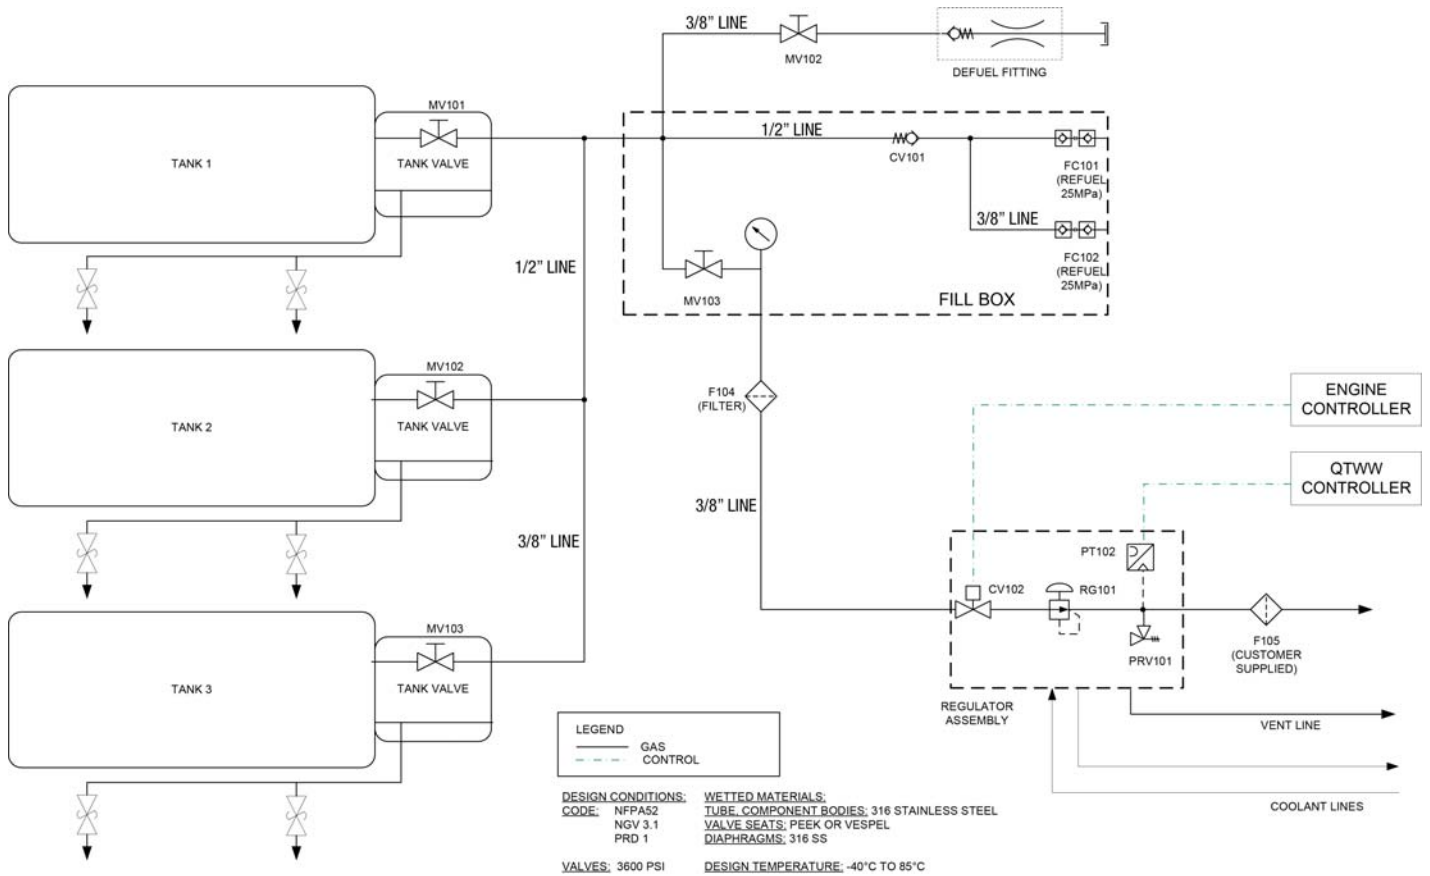 3/8” LINE
MV102
DEFUEL FITTING
MV101
TANK 1
TANK VALVE
1/2” LINE
CV101
FC101
(REFUEL
25MPa)
3/8” LINE
FC102
(REFUEL
25MPa)
1/2” LINE
MV103
FILL BOX
MV102
TANK 2
TANK VALVE
F104
(FILTER)
ENGINE
CONTROLLER
QTWW
CONTROLLER
3/8” LINE
3/8” LINE
PT102
CV102
RG101
PRV101
F105
(CUSTOMER
SUPPLIED)
MV103
TANK 3
TANK VALVE
REGULATOR
ASSEMBLY
VENT LINE
COOLANT LINES
LEGEND
GAS
CONTROL
DESIGN CONDITIONS: WETTED MATERIALS:
CODE: NFPA52 TUBE, COMPONENT BODIES: 316 STAINLESS STEEL
NGV 3.1 VALVE SEATS: PEEK OR VESPEL
PRD 1 DIAPHRAGMS: 316 SS
VALVES: 3600 PSI DESIGN TEMPERATURE: -40°C TO 85°C